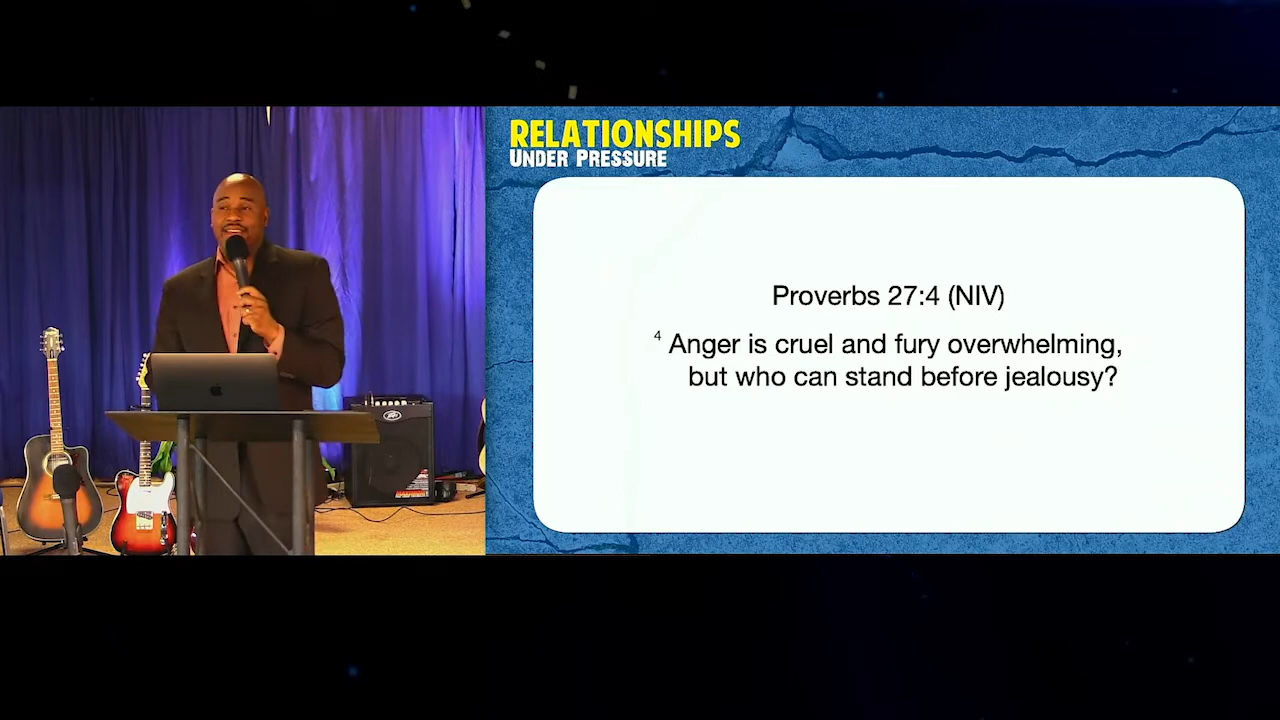 RELATIONSHIPS
UNDER PRESSURE
Proverbs 27:4 (NIV)
4 Anger is cruel and fury overwhelming,
but who can stand before jealousy?